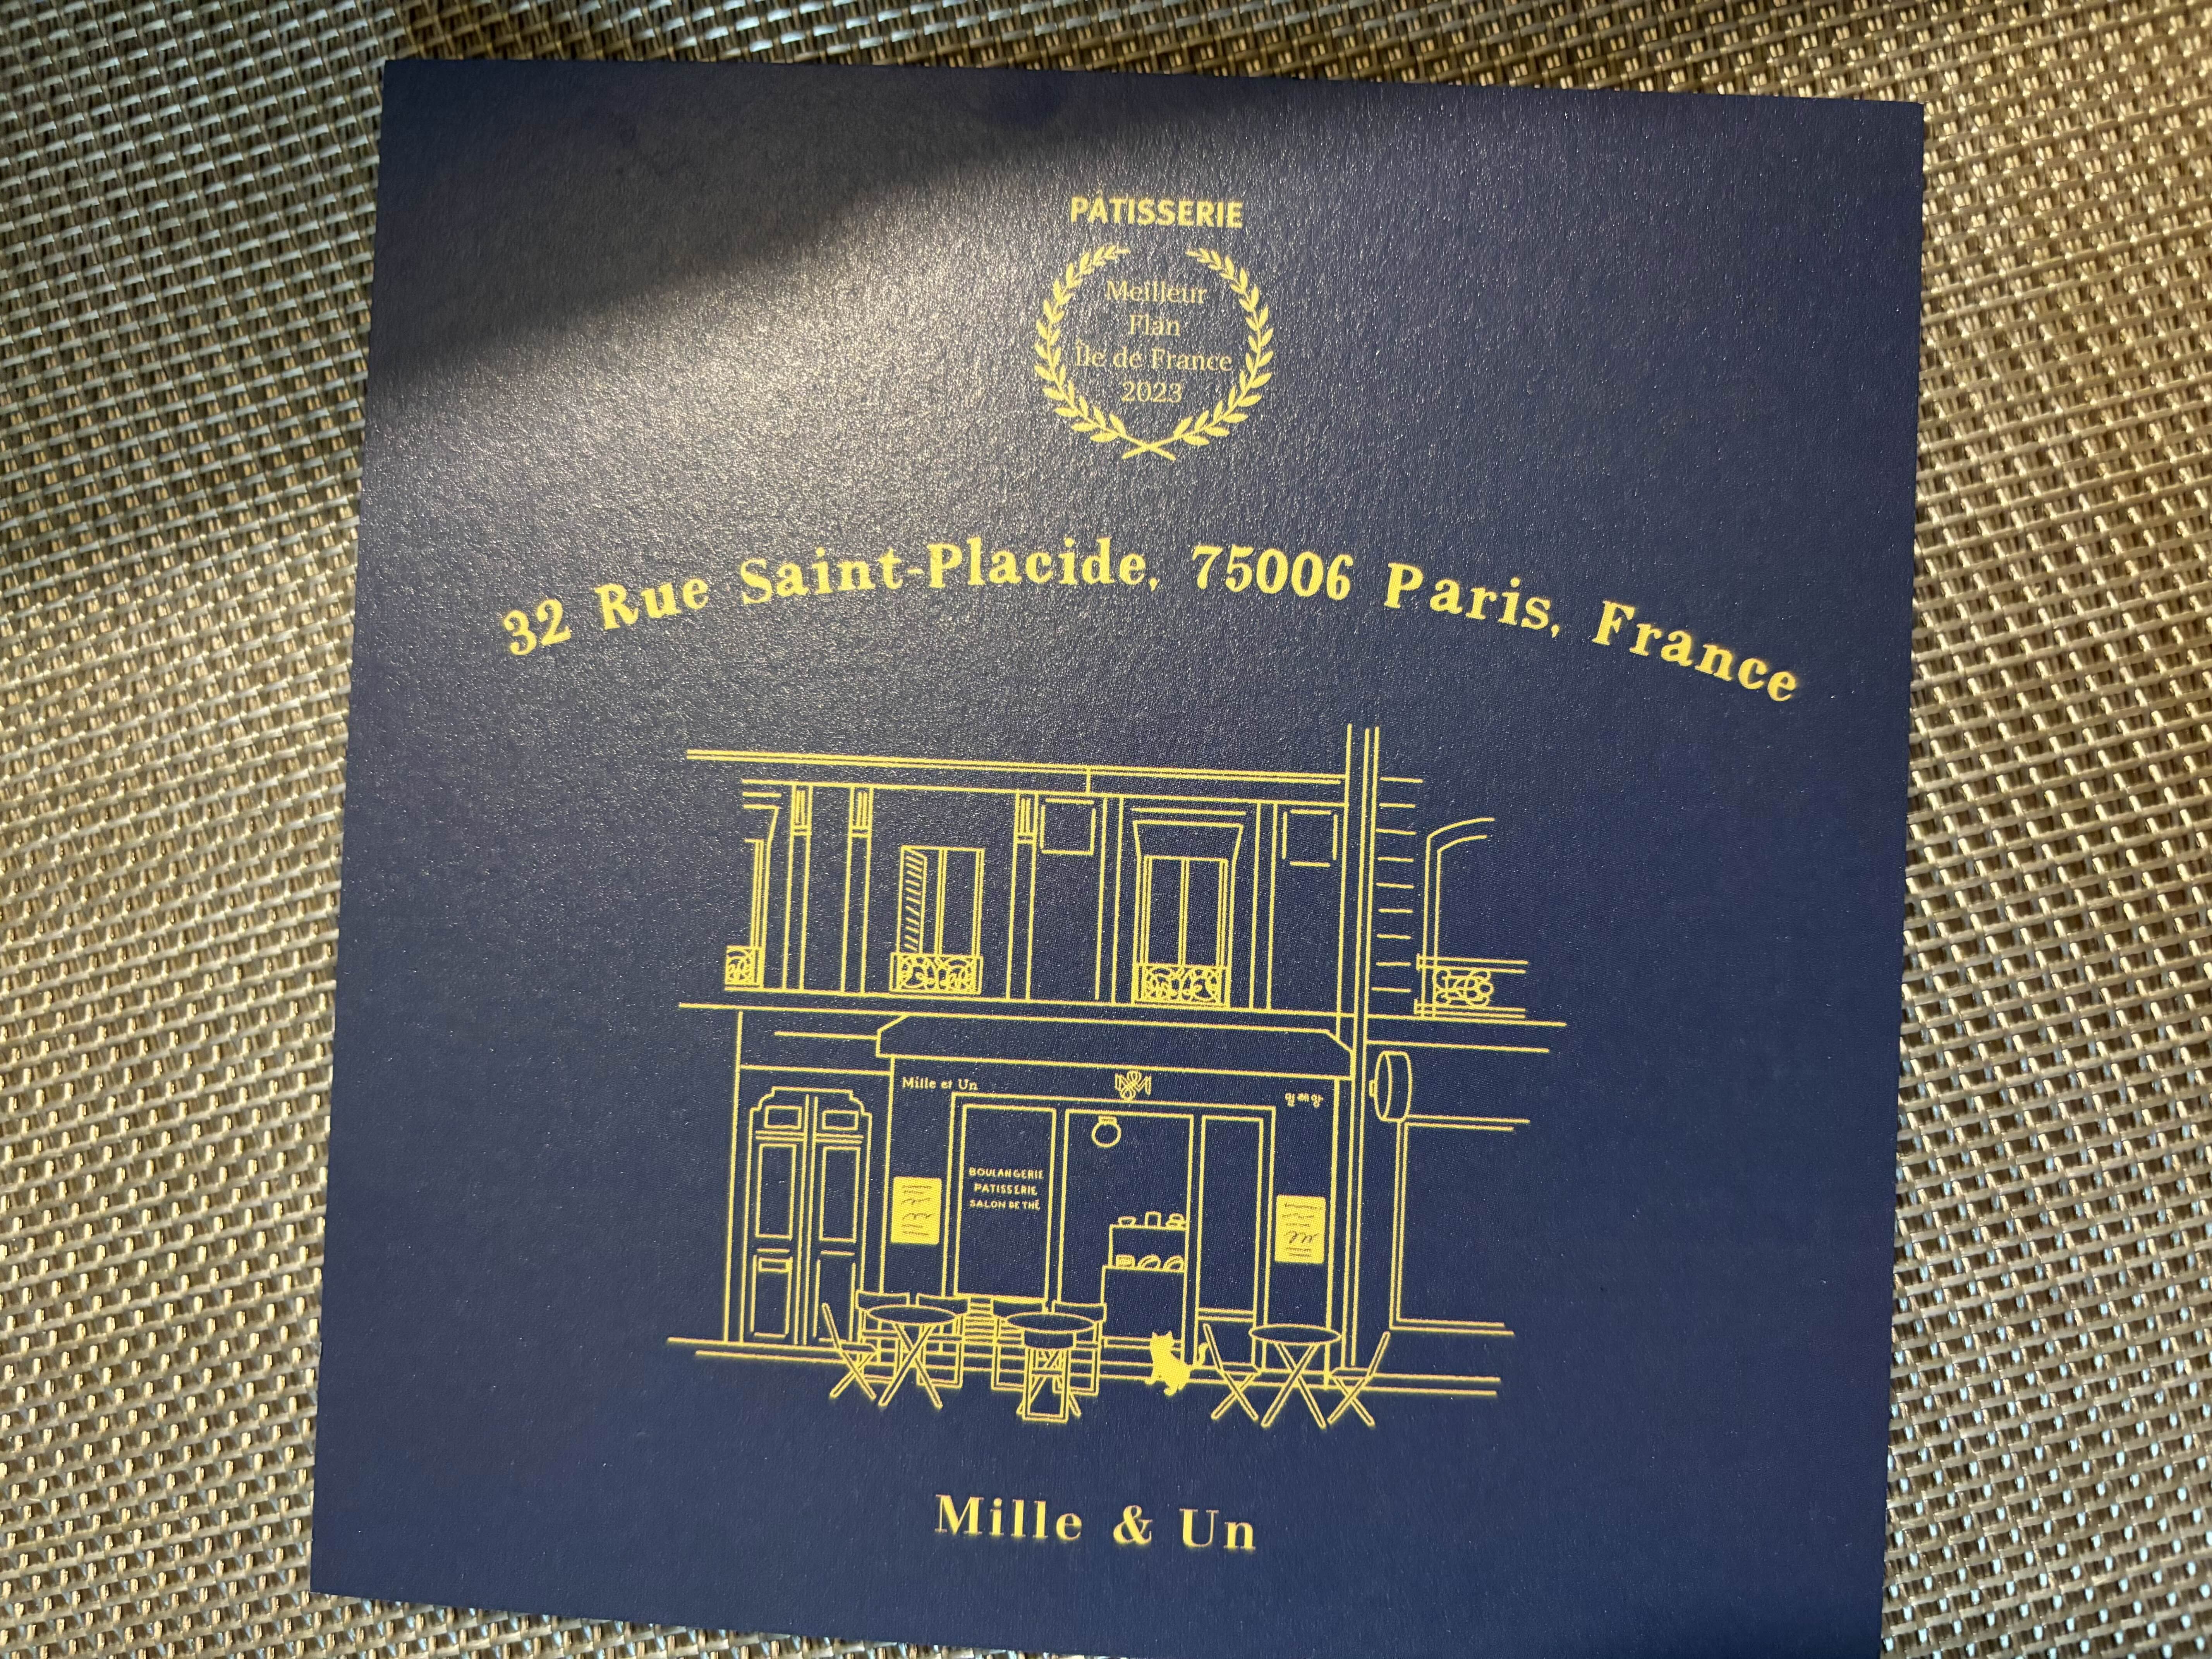 PÂTISSERIE
Meilleur
Flan
Île de France
2023
32 Rue Saint-Placide, 75006 Paris, France
Mille et Un
밀레앙
BOULANGERIE
PATISSERIE
SALON DE THÉ
Mille & Un